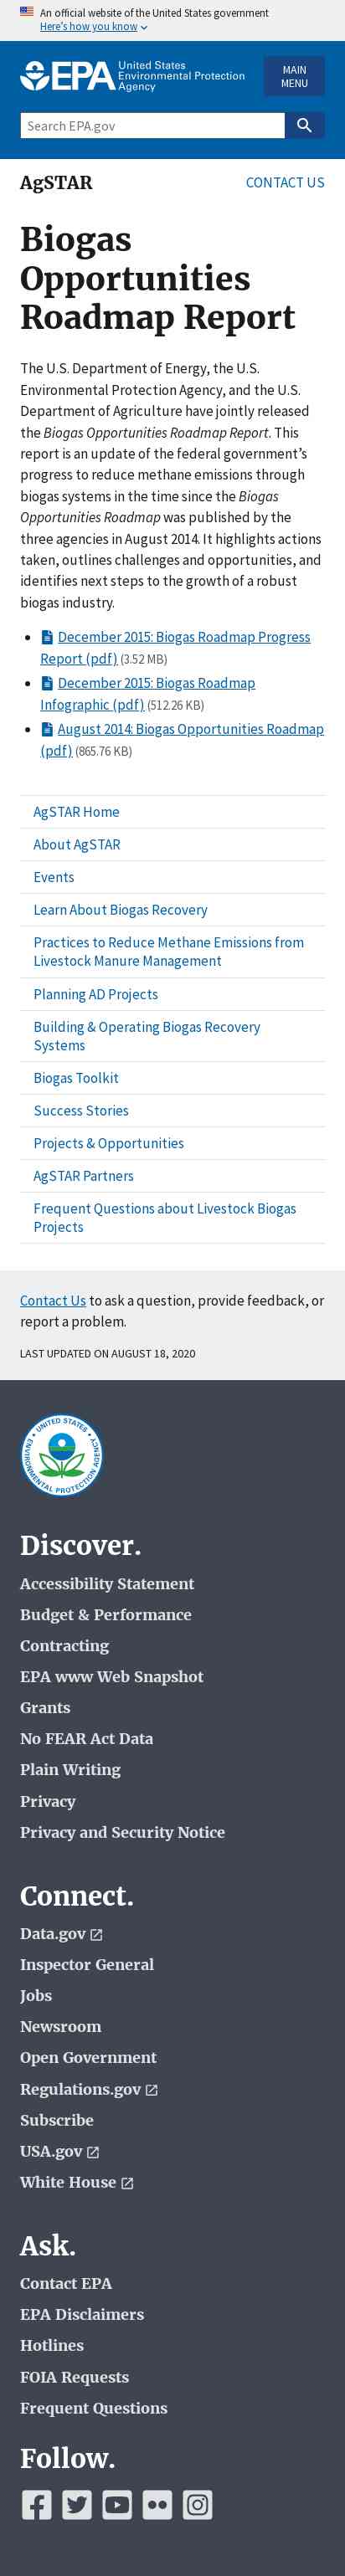 An official website of the United States government
Here's how you know
EPA United States
Environmental Protection
Agency
MAIN
MENU
Search EPA.gov
AgSTAR
CONTACT US
Biogas
Opportunities
Roadmap Report
The U.S. Department of Energy, the U.S.
Environmental Protection Agency, and the U.S.
Department of Agriculture have jointly released
the Biogas Opportunities Roadmap Report. This
report is an update of the federal government's
progress to reduce methane emissions through
biogas systems in the time since the Biogas
Opportunities Roadmap was published by the
three agencies in August 2014. It highlights actions
taken, outlines challenges and opportunities, and
identifies next steps to the growth of a robust
biogas industry.
• December 2015: Biogas Roadmap Progress
Report (pdf) (3.52 MB)
• December 2015: Biogas Roadmap
Infographic (pdf) (512.26 KB)
• August 2014: Biogas Opportunities Roadmap
(pdf) (865.76 KB)
AgSTAR Home
About AgSTAR
Events
Learn About Biogas Recovery
Practices to Reduce Methane Emissions from
Livestock Manure Management
Planning AD Projects
Building & Operating Biogas Recovery
Systems
Biogas Toolkit
Success Stories
Projects & Opportunities
AgSTAR Partners
Frequent Questions about Livestock Biogas
Projects
Contact Us to ask a question, provide feedback, or
report a problem.
LAST UPDATED ON AUGUST 18, 2020
UNITED STATES
ENVIRONMENTAL PROTECTION AGENCY
Discover.
Accessibility Statement
Budget & Performance
Contracting
EPA www Web Snapshot
Grants
No FEAR Act Data
Plain Writing
Privacy
Privacy and Security Notice
Connect.
Data.gov
Inspector General
Jobs
Newsroom
Open Government
Regulations.gov
Subscribe
USA.gov
White House
Ask.
Contact EPA
EPA Disclaimers
Hotlines
FOIA Requests
Frequent Questions
Follow.